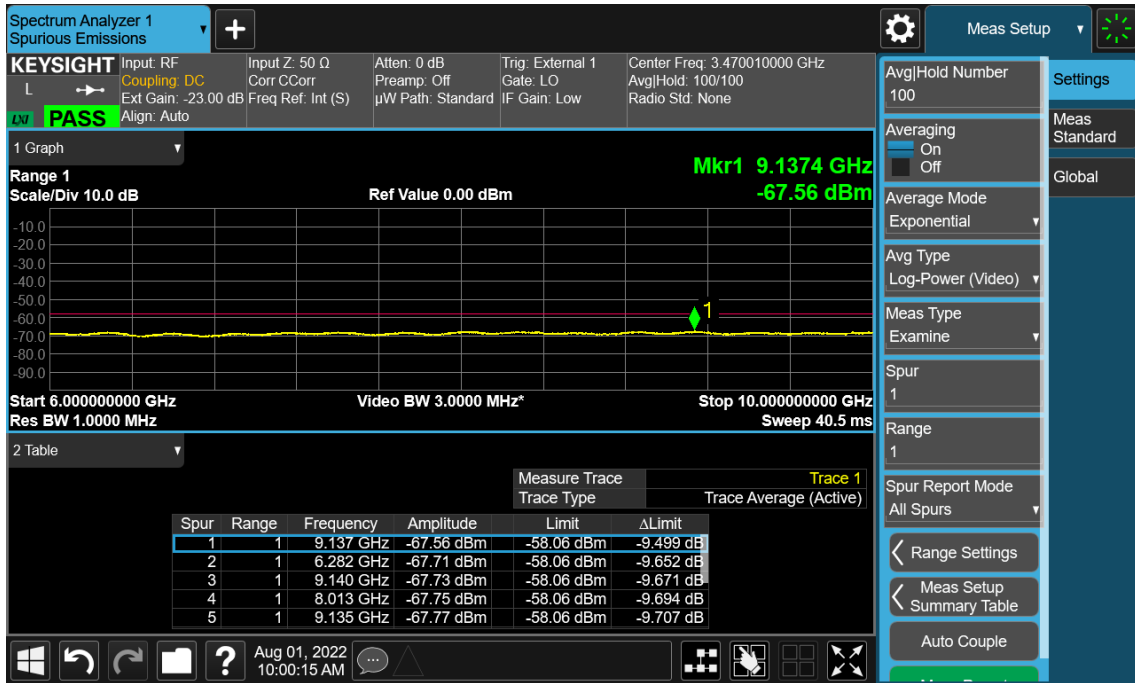 Spectrum Analyzer 1
Spurious Emissions
+
Meas Setup
KEYSIGHT
L
LXI PASS
Input: RF
Coupling: DC
Ext Gain: -23.00 dB
Align: Auto
Input Z: 50 Ω
Corr CCorr
Freq Ref: Int (S)
Atten: 0 dB
Preamp: Off
µW Path: Standard
Trig: External 1
Gate: LO
IF Gain: Low
Center Freq: 3.470010000 GHz
Avg|Hold: 100/100
Radio Std: None
1 Graph
Range 1
Scale/Div 10.0 dB
Ref Value 0.00 dBm
Mkr1 9.1374 GHz
-67.56 dBm
-10.0
-20.0
-30.0
-40.0
-50.0
-60.0
-70.0
-80.0
-90.0
1
Start 6.000000000 GHz
Res BW 1.0000 MHz
Video BW 3.0000 MHz*
Stop 10.000000000 GHz
Sweep 40.5 ms
2 Table
Measure Trace Trace 1
Trace Type Trace Average (Active)
Spur Range Frequency Amplitude Limit ΔLimit
1 1 9.137 GHz -67.56 dBm -58.06 dBm -9.499 dB
2 1 6.282 GHz -67.71 dBm -58.06 dBm -9.652 dB
3 1 9.140 GHz -67.73 dBm -58.06 dBm -9.671 dB
4 1 8.013 GHz -67.75 dBm -58.06 dBm -9.694 dB
5 1 9.135 GHz -67.77 dBm -58.06 dBm -9.707 dB
?
Aug 01, 2022
10:00:15 AM
Avg|Hold Number
100
Averaging
On
Off
Average Mode
Exponential
Avg Type
Log-Power (Video)
Meas Type
Examine
Spur
1
Range
1
Spur Report Mode
All Spurs
Range Settings
Meas Setup
Summary Table
Auto Couple
Settings
Meas
Standard
Global